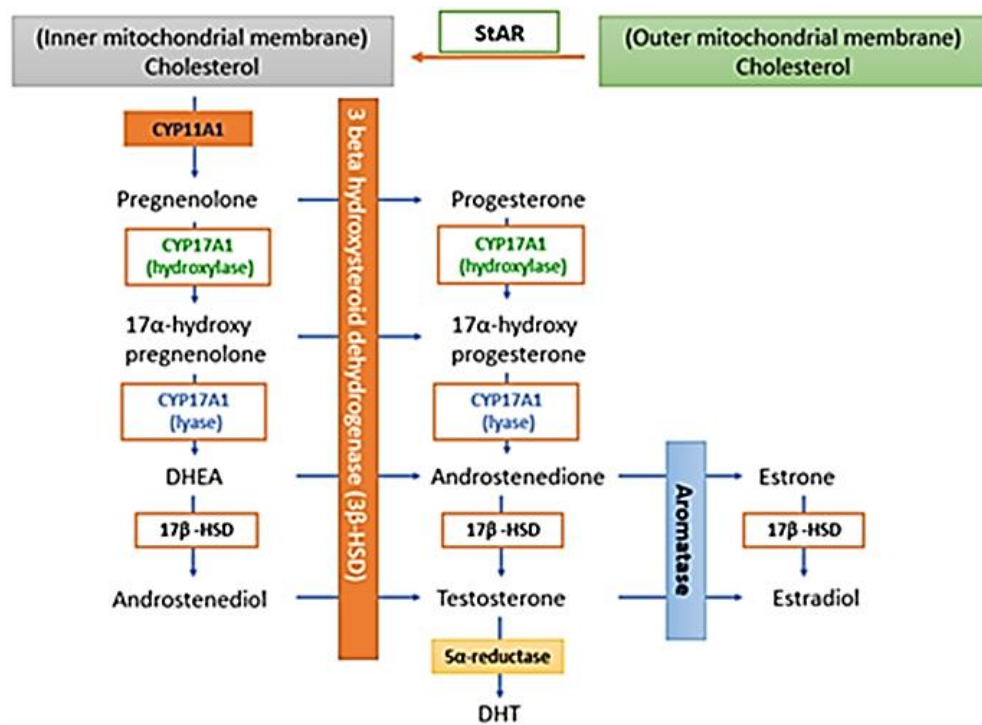 (Inner mitochondrial membrane)
Cholesterol
StAR
(Outer mitochondrial membrane)
Cholesterol
CYP11A1
3 beta hydroxysteroid dehydrogenase (3β-HSD)
Pregnenolone
Progesterone
CYP17A1
(hydroxylase)
CYP17A1
(hydroxylase)
17α-hydroxy
pregnenolone
17α-hydroxy
progesterone
CYP17A1
(lyase)
CYP17A1
(lyase)
DHEA
Androstenedione
Aromatase
Estrone
17β -HSD
17β -HSD
17β -HSD
Androstenediol
Testosterone
Estradiol
5α-reductase
DHT